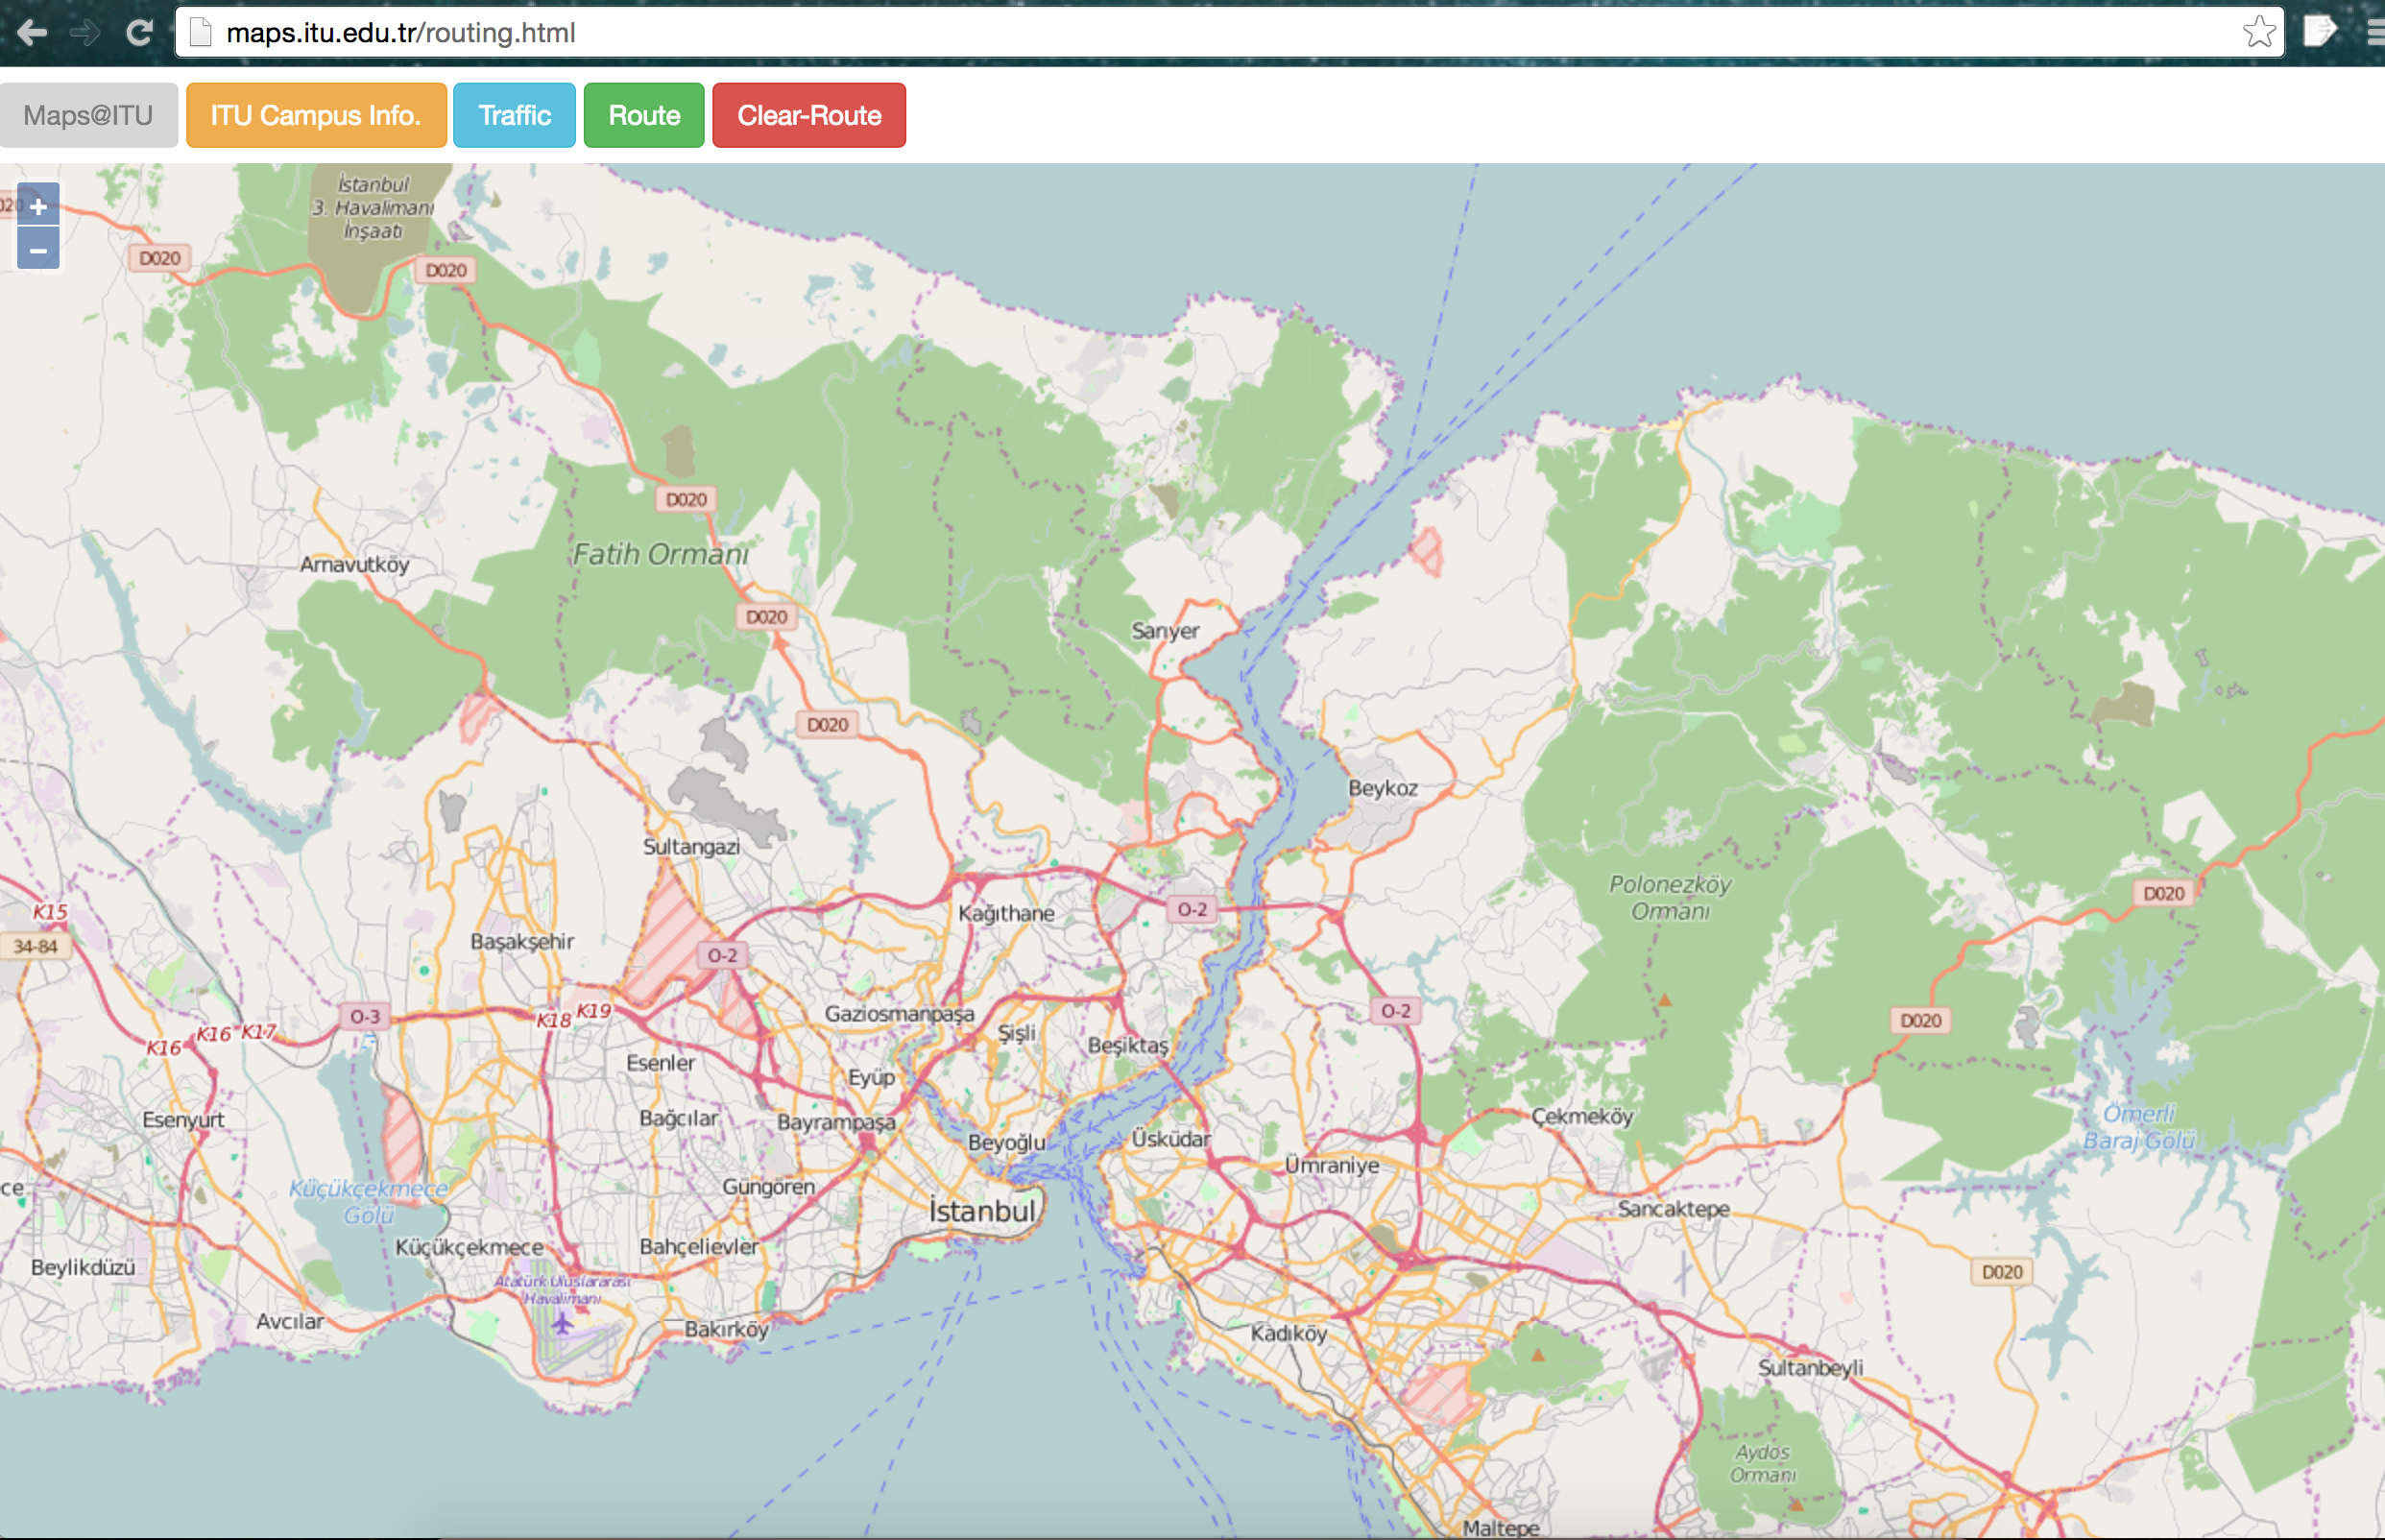 maps.itu.edu.tr/routing.html
Maps@ITU
ITU Campus Info.
Traffic
Route
Clear-Route
+
−
İstanbul
3. Havalimanı
İnşaatı
D020
D020
D020
Fatih Ormanı
Arnavutköy
D020
Sarıyer
D020
Beykoz
Sultangazi
Polonezköy
Ormanı
D020
K15
34-84
Başakşehir
O-2
Kağıthane
O-2
O-3
K16
K16
K17
K18
K19
Gaziosmanpaşa
Şişli
Beşiktaş
O-2
D020
Esenler
Eyüp
Esenyurt
Bağcılar
Bayrampaşa
Beyoğlu
Üsküdar
Çekmeköy
Ömerli
Baraj Gölü
Ümraniye
Küçükçekmece
Gölü
Güngören
İstanbul
Sancaktepe
Küçükçekmece
Bahçelievler
Beylikdüzü
Atatürk Uluslararası
Havalimanı
D020
Avcılar
Bakırköy
Kadıköy
Sultanbeyli
Aydos
Ormanı
Maltepe